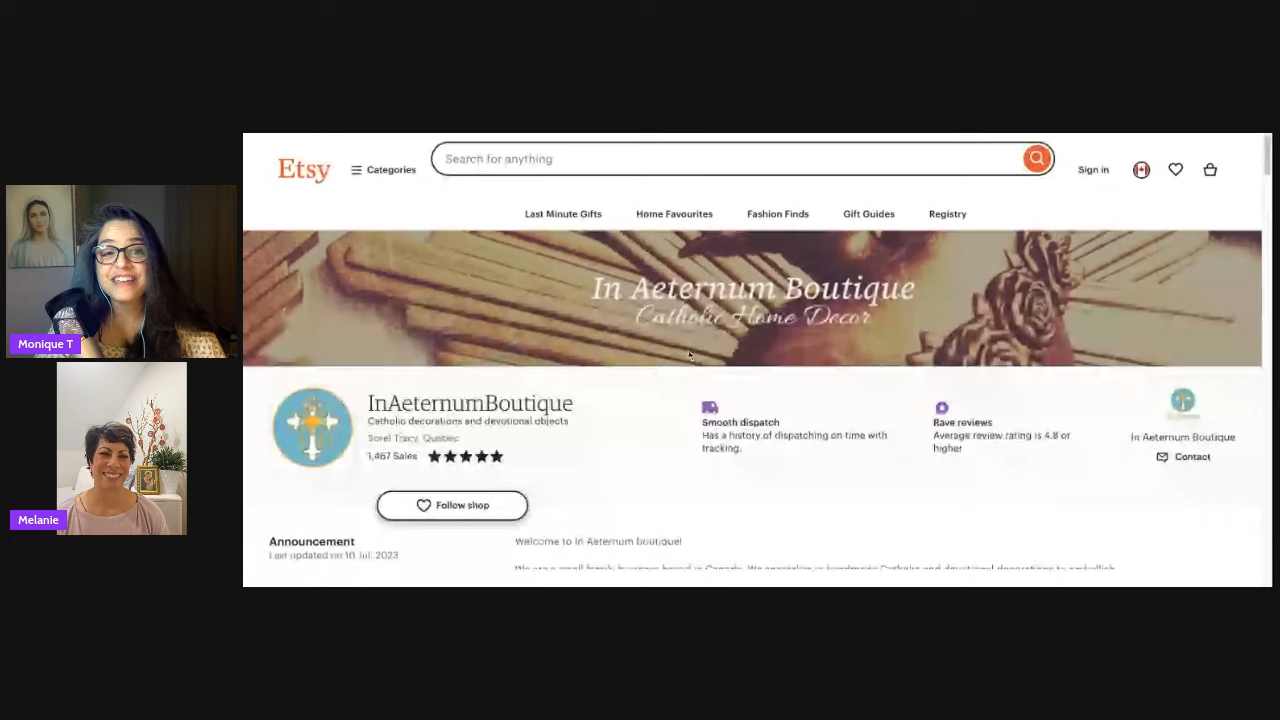 Etsy
Categories
Search for anything
Sign in
Last Minute Gifts
Home Favourites
Fashion Finds
Gift Guides
Registry
In Aeternum Boutique
Catholic Home Decor
InAeternumBoutique
Catholic decorations and devotional objects
Sorel Tracy, Quebec
1,467 Sales
Smooth dispatch
Has a history of dispatching on time with
tracking.
Rave reviews
Average review rating is 4.8 or
higher
In Aeternum Boutique
Contact
Follow shop
Announcement
Last updated on 10 Jul, 2023
Welcome to In Aeternum boutique!
Monique T
Melanie